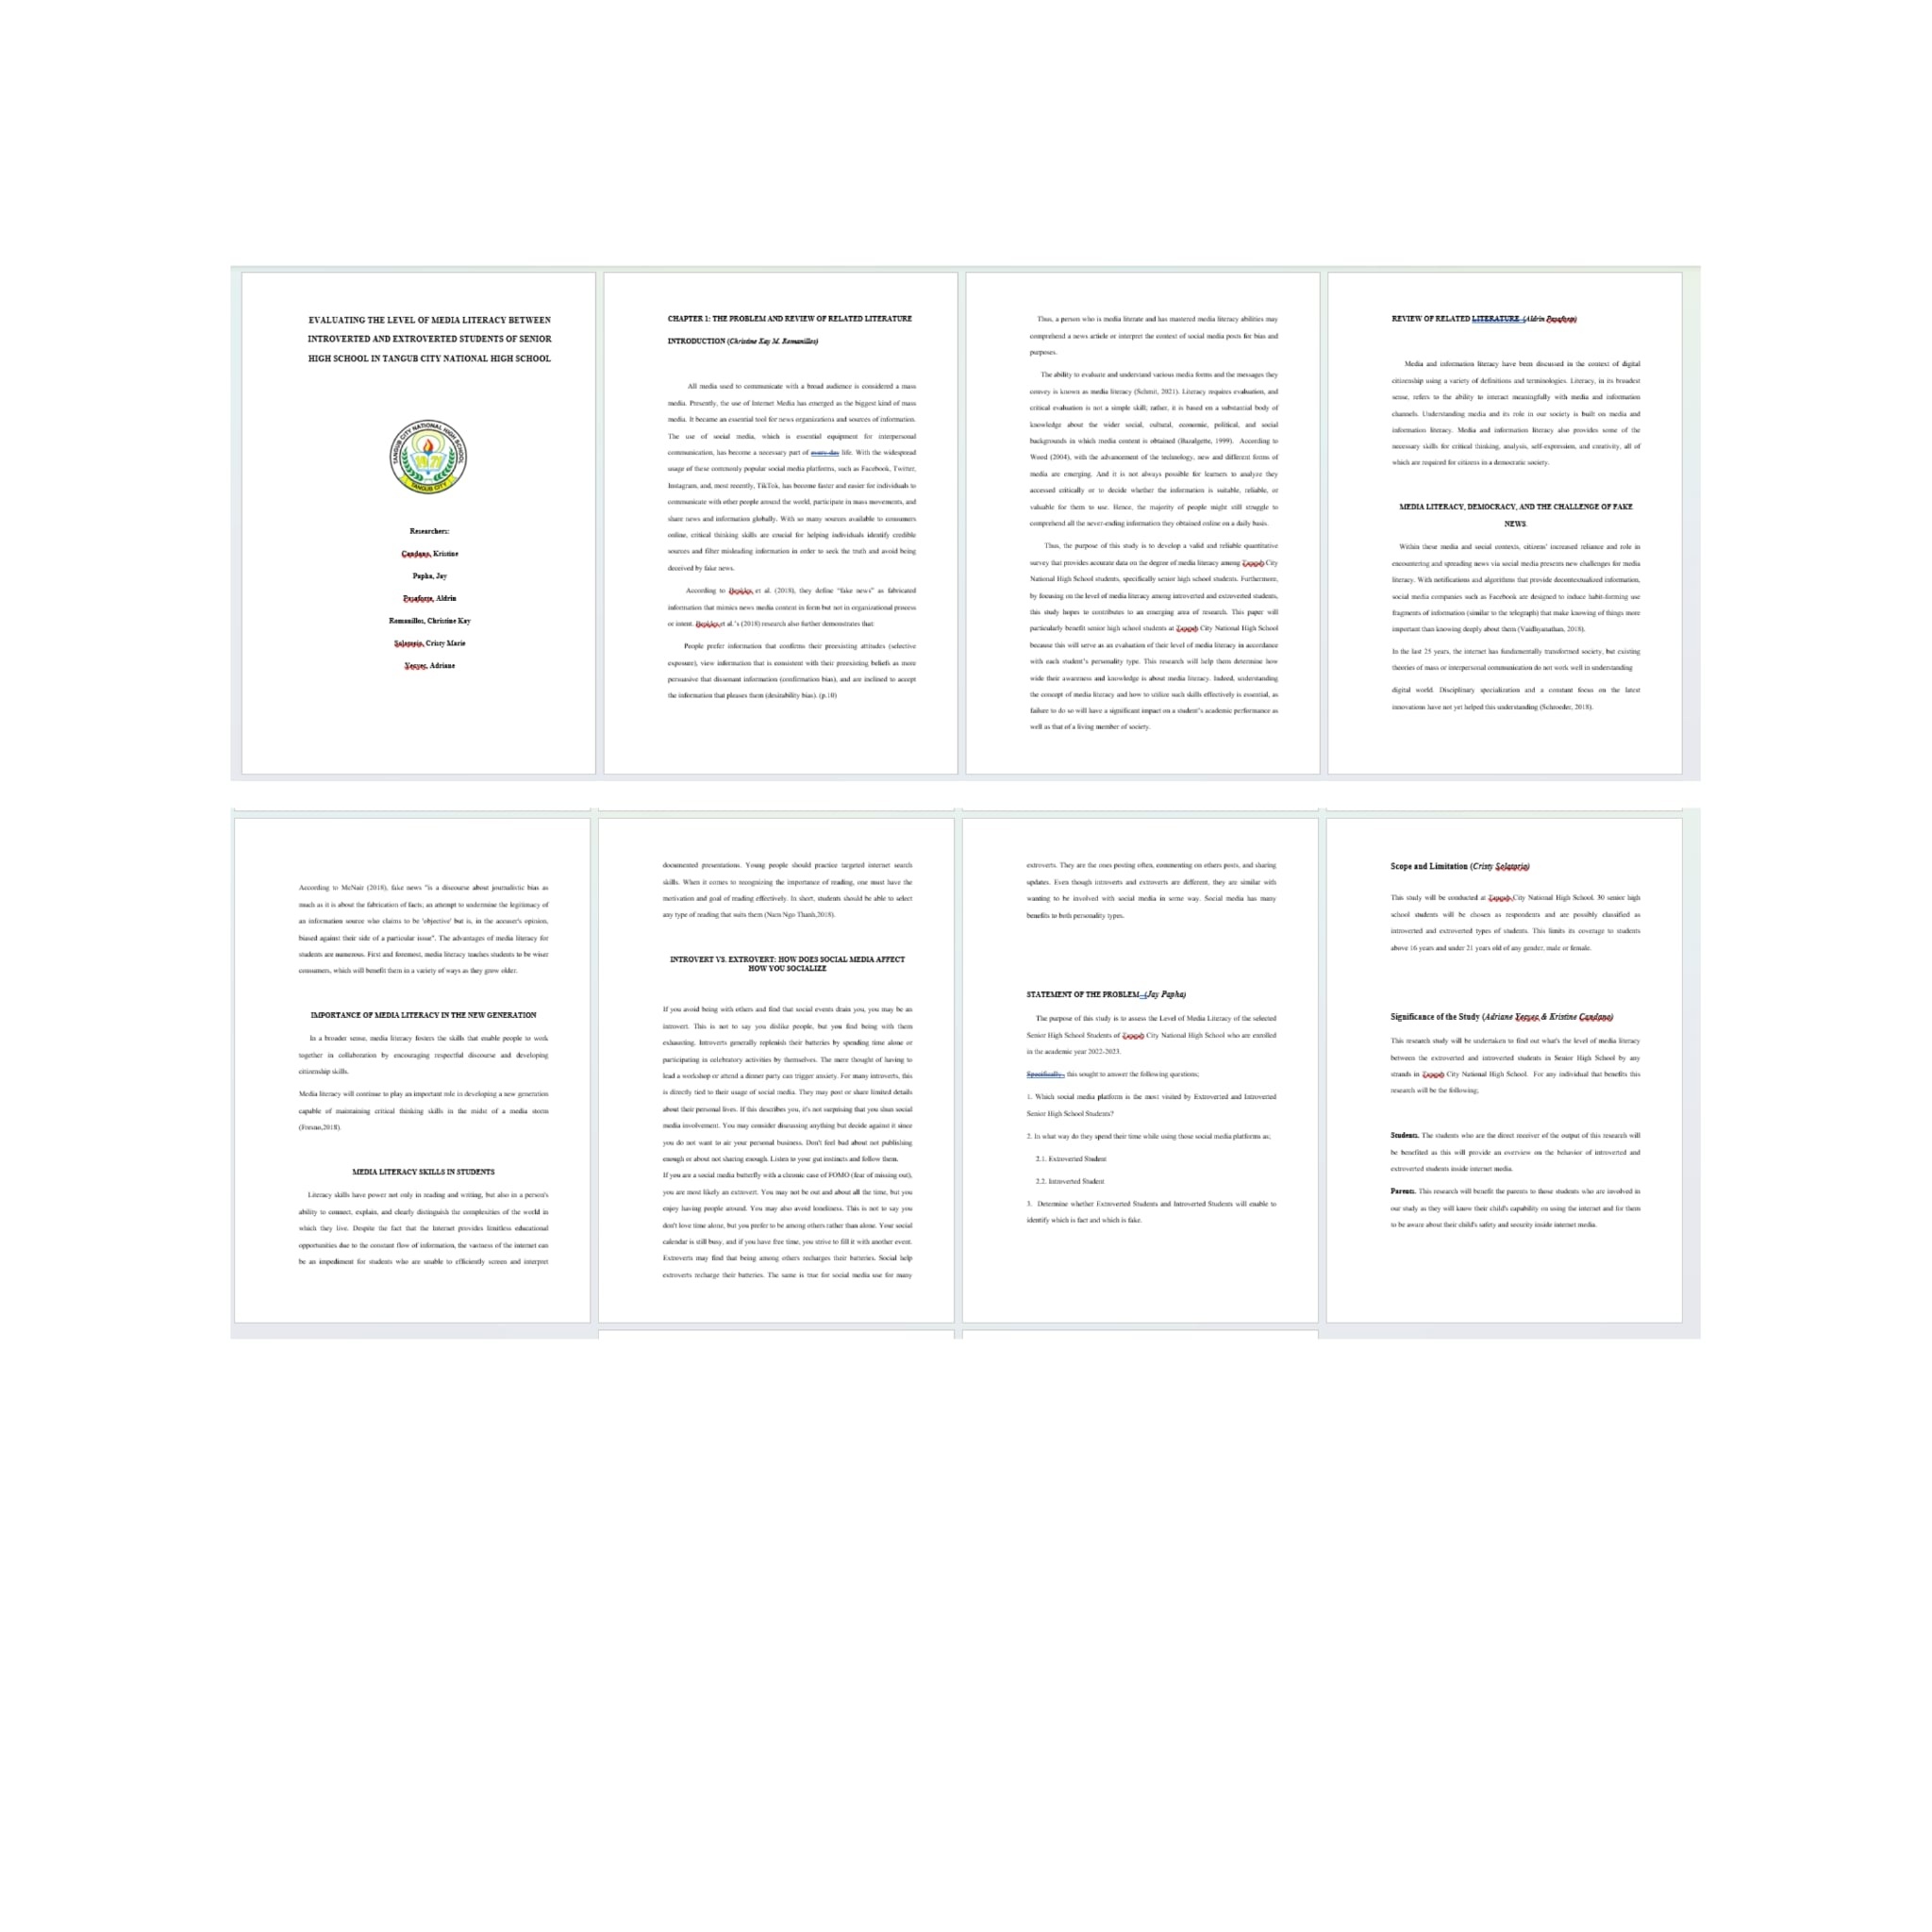 EVALUATING THE LEVEL OF MEDIA LITERACY BETWEEN
INTROVERTED AND EXTROVERTED STUDENTS OF SENIOR
HIGH SCHOOL IN TANGUB CITY NATIONAL HIGH SCHOOL
TANGUB CITY NATIONAL HIGH SCHOOL
TANGUB CITY
Researchers:
Candano, Kristine
Papha, Jay
Pasaforte, Aldrin
Romanillos, Christine Kay
Solatorio, Cristy Marie
Adriane
CHAPTER 1: THE PROBLEM AND REVIEW OF RELATED LITERATURE
INTRODUCTION (Christine Kay M. Romanillos)
All media used to communicate with a broad audience is considered a mass
media. Presently, the use of Internet Media has emerged as the biggest kind of mass
media. It became an essential tool for news organizations and sources of information.
The use of social media, which is essential equipment for interpersonal
communication, has become a necessary part of every day life. With the widespread
usage of these commonly popular social media platforms, such as Facebook, Twitter,
Instagram, and, most recently, TikTok, has become faster and easier for individuals to
communicate with other people around the world, participate in mass movements, and
share news and information globally. With so many sources available to consumers
online, critical thinking skills are crucial for helping individuals identify credible
sources and filter misleading information in order to seek the truth and avoid being
deceived by fake news.
According to et al. (2018), they define "fake news" as fabricated
information that mimics news media content in form but not in organizational process
or intent. et al.'s (2018) research also further demonstrates that:
People prefer information that confirms their preexisting attitudes (selective
exposure), view information that is consistent with their preexisting beliefs as more
persuasive that dissonant information (confirmation bias), and are inclined to accept
the information that pleases them (desirability bias). (p.10)
Thus, a person who is media literate and has mastered media literacy abilities may
comprehend a news article or interpret the context of social media posts for bias and
purposes.
The ability to evaluate and understand various media forms and the messages they
convey is known as media literacy (Schmit, 2021). Literacy requires evaluation, and
critical evaluation is not a simple skill; rather, it is based on a substantial body of
knowledge about the wider social, cultural, economic, political, and social
backgrounds in which media content is obtained (Bazalgette, 1999). According to
Wood (2004), with the advancement of the technology, new and different forms of
media are emerging. And it is not always possible for learners to analyze they
accessed critically or to decide whether the information is suitable, reliable, or
valuable for them to use. Hence, the majority of people might still struggle to
comprehend all the never-ending information they obtained online on a daily basis.
Thus, the purpose of this study is to develop a valid and reliable quantitative
survey that provides accurate data on the degree of media literacy among Tangub City
National High School students, specifically senior high school students. Furthermore,
by focusing on the level of media literacy among introverted and extroverted students,
this study hopes to contribute to an emerging area of research. This paper will
particularly benefit senior high school students at Tangub City National High School
because this will serve as an evaluation of their level of media literacy in accordance
with each student's personality type. This research will help them determine how
wide their awareness and knowledge is about media literacy. Indeed, understanding
the concept of media literacy and how to utilize such skills effectively is essential, as
failure to do so will have a significant impact on a student's academic performance as
well as that of a living member of society.
REVIEW OF RELATED LITERATURE (Aldrin Pasaforte)
Media and information literacy have been discussed in the context of digital
citizenship using a variety of definitions and terminologies. Literacy, in its broadest
sense, refers to the ability to interact meaningfully with media and information
channels. Understanding media and its role in our society is built on media and
information literacy. Media and information literacy also provides some of the
necessary skills for critical thinking, analysis, self-expression, and creativity, all of
which are required for citizens in a democratic society.
MEDIA LITERACY, DEMOCRACY, AND THE CHALLENGE OF FAKE
NEWS.
Within these media and social contexts, citizens' increased reliance and role in
encountering and spreading news via social media presents new challenges for media
literacy. With notifications and algorithms that provide decontextualized information,
social media companies such as Facebook are designed to induce habit-forming use
fragments of information (similar to the telegraph) that make knowing of things more
important than knowing deeply about them (Vaidhyanathan, 2018).
In the last 25 years, the internet has fundamentally transformed society, but existing
theories of mass or interpersonal communication do not work well in understanding
digital world. Disciplinary specialization and a constant focus on the latest
innovations have not yet helped this understanding (Schroeder, 2018).
According to McNair (2018), fake news "is a discourse about journalistic bias as
much as it is about the fabrication of facts; an attempt to undermine the legitimacy of
an information source who claims to be 'objective' but is, in the accuser's opinion,
biased against their side of a particular issue". The advantages of media literacy for
students are numerous. First and foremost, media literacy teaches students to be wiser
consumers, which will benefit them in a variety of ways as they grow older.
IMPORTANCE OF MEDIA LITERACY IN THE NEW GENERATION
In a broader sense, media literacy fosters the skills that enable people to work
together in collaboration by encouraging respectful discourse and developing
citizenship skills.
Media literacy will continue to play an important role in developing a new generation
capable of maintaining critical thinking skills in the midst of a media storm
(Fresno,2018).
MEDIA LITERACY SKILLS IN STUDENTS
Literacy skills have power not only in reading and writing, but also in a person's
ability to connect, explain, and clearly distinguish the complexities of the world in
which they live. Despite the fact that the Internet provides limitless educational
opportunities due to the constant flow of information, the vastness of the internet can
be an impediment for students who are unable to efficiently screen and interpret
documented presentations. Young people should practice targeted internet search
skills. When it comes to recognizing the importance of reading, one must have the
motivation and goal of reading effectively. In short, students should be able to select
any type of reading that suits them (Nam Ngo Thanh,2018).
INTROVERT VS. EXTROVERT: HOW DOES SOCIAL MEDIA AFFECT
HOW YOU SOCIALIZE
If you avoid being with others and find that social events drain you, you may be an
introvert. This is not to say you dislike people, but you find being with them
exhausting. Introverts generally replenish their batteries by spending time alone or
participating in celebratory activities by themselves. The mere thought of having to
lead a workshop or attend a dinner party can trigger anxiety. For many introverts, this
is directly tied to their usage of social media. They may post or share limited details
about their personal lives. If this describes you, it's not surprising that you shun social
media involvement. You may consider discussing anything but decide against it since
you do not want to air your personal business. Don't feel bad about not publishing
enough or about not sharing enough. Listen to your gut instincts and follow them.
If you are a social media butterfly with a chronic case of FOMO (fear of missing out),
you are most likely an extrovert. You may not be out and about all the time, but you
enjoy having people around. You may also avoid loneliness. This is not to say you
don't love time alone, but you prefer to be among others rather than alone. Your social
calendar is still busy, and if you have free time, you strive to fill it with another event.
Extroverts may find that being among others recharges their batteries. Social help
extroverts recharge their batteries. The same is true for social media use for many
extroverts. They are the ones posting often, commenting on others posts, and sharing
updates. Even though introverts and extroverts are different, they are similar with
wanting to be involved with social media in some way. Social media has many
benefits to both personality types.
STATEMENT OF THE PROBLEM (Jay Papha)
The purpose of this study is to assess the Level of Media Literacy of the selected
Senior High School Students of Tangub City National High School who are enrolled
in the academic year 2022-2023.
Specifically, this sought to answer the following questions;
1. Which social media platform is the most visited by Extroverted and Introverted
Senior High School Students?
2. In what way do they spend their time while using those social media platforms as;
2.1. Extroverted Student
2.2. Introverted Student
3. Determine whether Extroverted Students and Introverted Students will enable to
identify which is fact and which is fake.
Scope and Limitation (Cristy Solatorio)
This study will be conducted at Tangub City National High School. 30 senior high
school students will be chosen as respondents and are possibly classified as
introverted and extroverted types of students. This limits its coverage to students
above 16 years and under 21 years old of any gender, male or female.
Significance of the Study (Adriane & Kristine Candano)
This research study will be undertaken to find out what's the level of media literacy
between the extroverted and introverted students in Senior High School by any
strands in Tangub City National High School. For any individual that benefits this
research will be the following;
Students. The students who are the direct receiver of the output of this research will
be benefited as this will provide an overview on the behavior of introverted and
extroverted students inside internet media.
Parents. This research will benefit the parents to those students who are involved in
our study as they will know their child's capability on using the internet and for them
to be aware about their child's safety and security inside internet media.